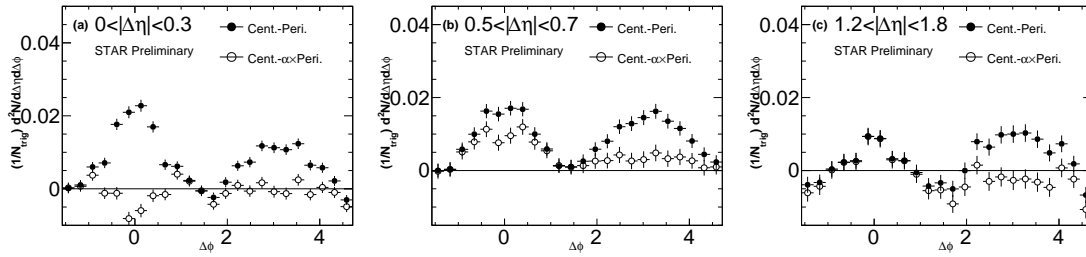 (a) 0<|Δη|<0.3
STAR Preliminary
Cent.-Peri.
Cent.-α×Peri.
(1/N_trig) d²N/dΔηdΔϕ
0.04
0.02
0
0 2 4
Δϕ
(b) 0.5<|Δη|<0.7
STAR Preliminary
Cent.-Peri.
Cent.-α×Peri.
(1/N_trig) d²N/dΔηdΔϕ
0.04
0.02
0
0 2 4
Δϕ
(c) 1.2<|Δη|<1.8
STAR Preliminary
Cent.-Peri.
Cent.-α×Peri.
(1/N_trig) d²N/dΔηdΔϕ
0.04
0.02
0
0 2 4
Δϕ